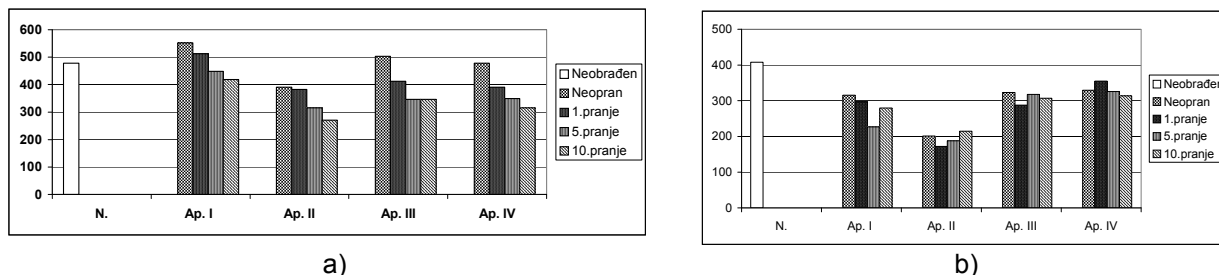 600
500
400
300
200
100
0
N.
Ap. I
Ap. II
Ap. III
Ap. IV
Neobrađen
Neopran
1.pranje
5.pranje
10.pranje
a)
500
400
300
200
100
0
N.
Ap. I
Ap. II
Ap. III
Ap. IV
Neobrađen
Neopran
1.pranje
5.pranje
10.pranje
b)